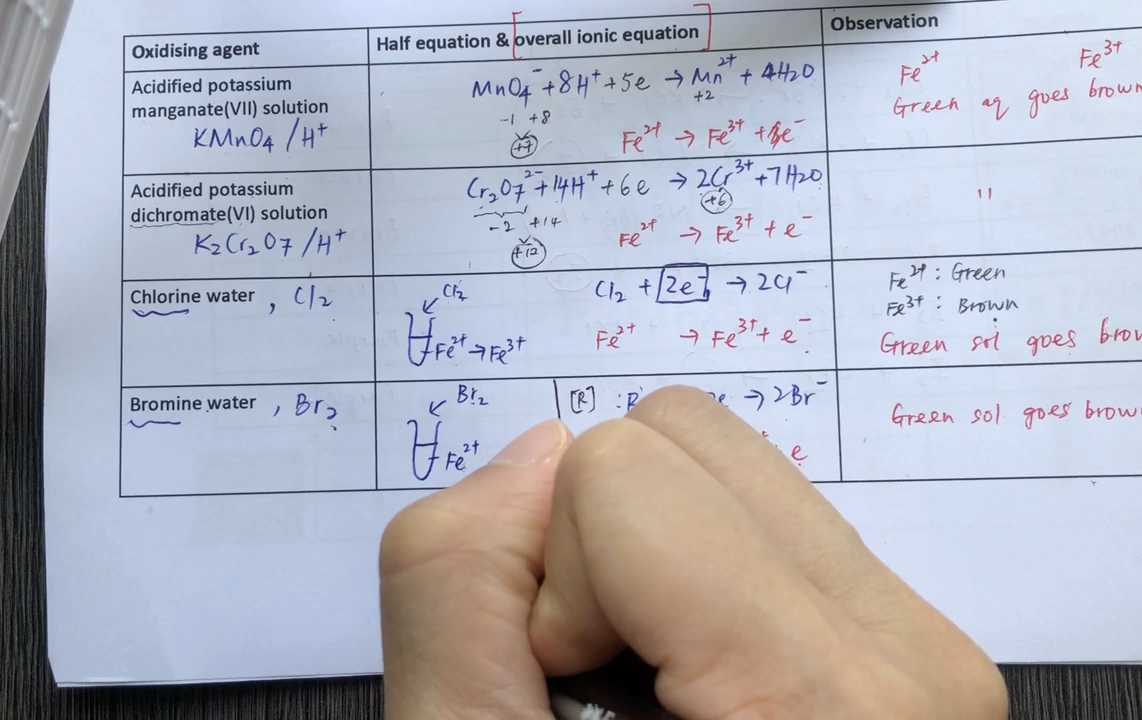 Oxidising agent
Half equation & [overall ionic equation]
Observation
Acidified potassium
manganate(VII) solution
KMnO4 /H⁺
MnO4⁻ + 8H⁺ + 5e → Mn²⁺ + 4H2O
-1 +8 +2
+7
Fe²⁺ → Fe³⁺ + e⁻
Fe²⁺ Fe³⁺
Green aq goes brown
Acidified potassium
dichromate(VI) solution
K2Cr2O7 /H⁺
Cr2O7²⁻ + 14H⁺ + 6e → 2Cr³⁺ + 7H2O
-2 +14 +6
+12
Fe²⁺ → Fe³⁺ + e⁻
"
Chlorine water , Cl2
Cl2
Fe²⁺ → Fe³⁺
Cl2 + 2e⁻ → 2Cl⁻
Fe²⁺ → Fe³⁺ + e⁻
Fe²⁺ : Green
Fe³⁺ : Brown
Green sol goes
Bromine water , Br2
Br2
Fe²⁺
[R] : → 2Br⁻
e
Green sol goes brow